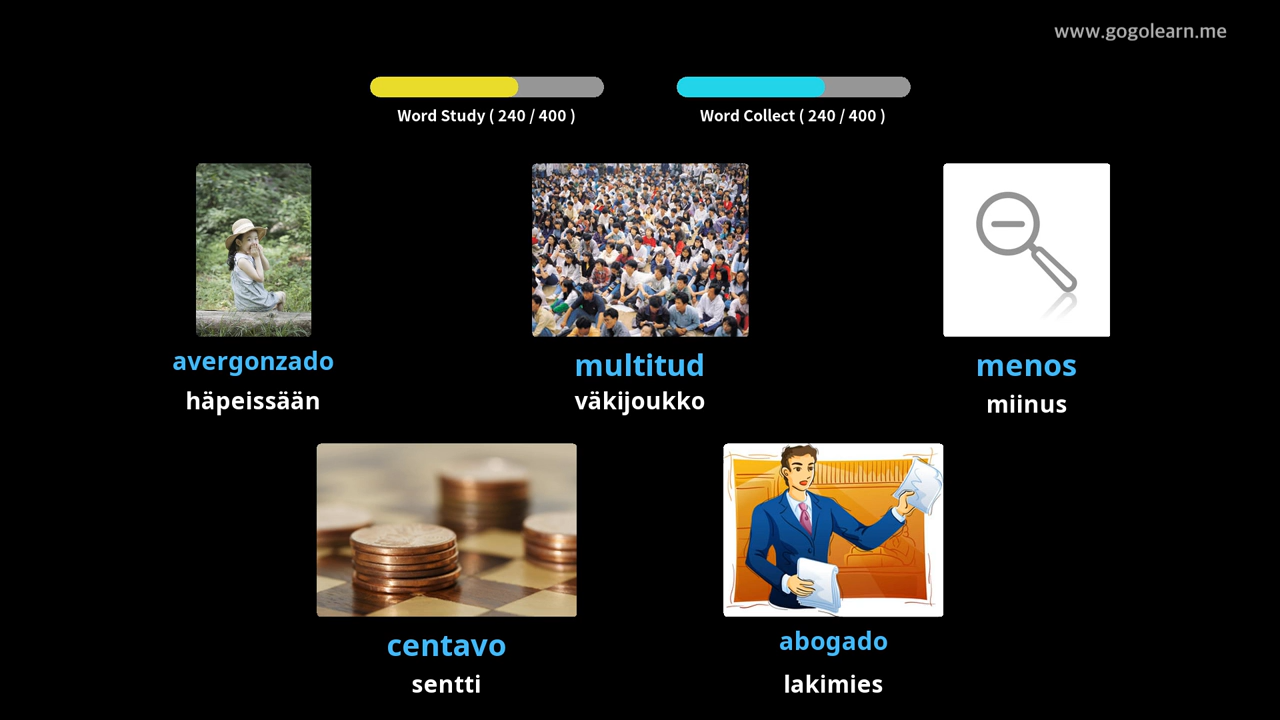 www.gogolearn.me
Word Study ( 240 / 400 )
Word Collect ( 240 / 400 )
avergonzado
häpeissään
multitud
väkijoukko
menos
miinus
centavo
sentti
abogado
lakimies